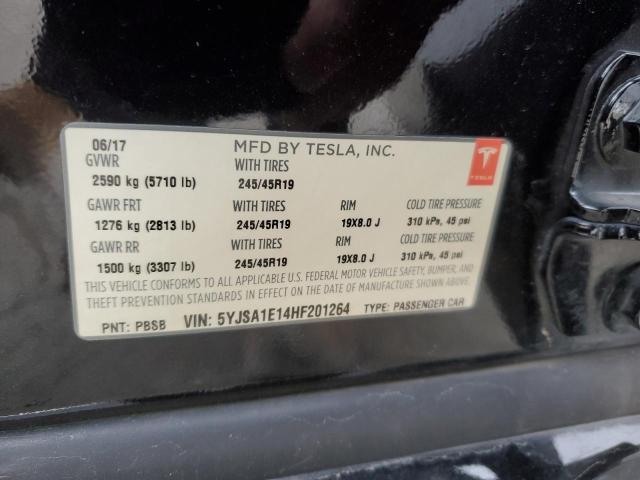 06/17 MFD BY TESLA, INC.
GVWR WITH TIRES
2590 kg (5710 lb) 245/45R19
TESLA
GAWR FRT WITH TIRES RIM COLD TIRE PRESSURE
1276 kg (2813 lb) 245/45R19 19X8.0 J 310 kPa, 45 psi
GAWR RR WITH TIRES RIM COLD TIRE PRESSURE
1500 kg (3307 lb) 245/45R19 19X8.0 J 310 kPa, 45 psi
THIS VEHICLE CONFORMS TO ALL APPLICABLE U.S. FEDERAL MOTOR VEHICLE SAFETY, BUMPER, AND
THEFT PREVENTION STANDARDS IN EFFECT ON THE DATE OF MANUFACTURE SHOWN ABOVE.
PNT: PBSB VIN: 5YJSA1E14HF201264 TYPE: PASSENGER CAR